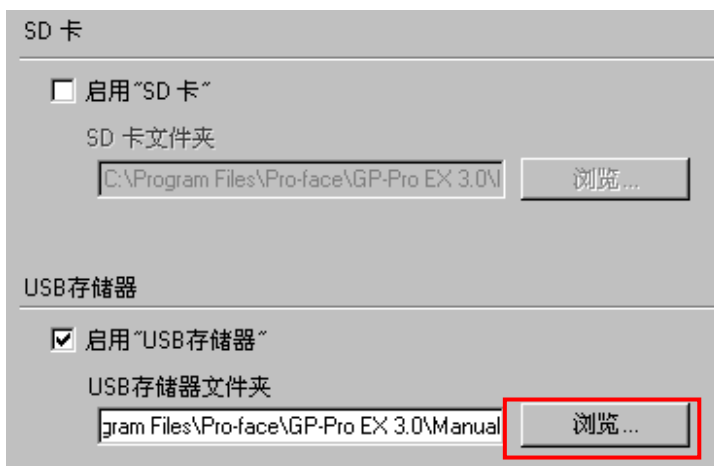 SD 卡
启用"SD 卡"
SD 卡文件夹
C:\Program Files\Pro-face\GP-Pro EX 3.0\
浏览...
USB存储器
启用"USB存储器"
USB存储器文件夹
gram Files\Pro-face\GP-Pro EX 3.0\Manual
浏览...